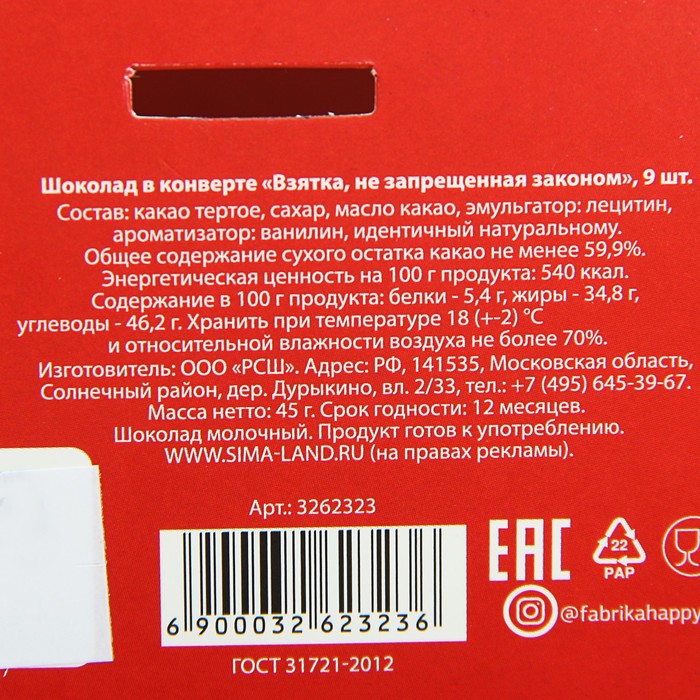 Шоколад в конверте «Взятка, не запрещенная законом», 9 шт.
Состав: какао тертое, сахар, масло какао, эмульгатор: лецитин,
ароматизатор: ванилин, идентичный натуральному.
Общее содержание сухого остатка какао не менее 59,9%.
Энергетическая ценность на 100 г продукта: 540 ккал.
Содержание в 100 г продукта: белки - 5,4 г, жиры - 34,8 г,
углеводы - 46,2 г. Хранить при температуре 18 (+-2) °С
и относительной влажности воздуха не более 70%.
Изготовитель: ООО «РСШ». Адрес: РФ, 141535, Московская область,
Солнечный район, дер. Дурыкино, вл. 2/33, тел.: +7 (495) 645-39-67.
Масса нетто: 45 г. Срок годности: 12 месяцев.
Шоколад молочный. Продукт готов к употреблению.
WWW.SIMA-LAND.RU (на правах рекламы).
Арт.: 3262323
6 900032 623236
ГОСТ 31721-2012
EAC
22
PAP
@fabrikahappy